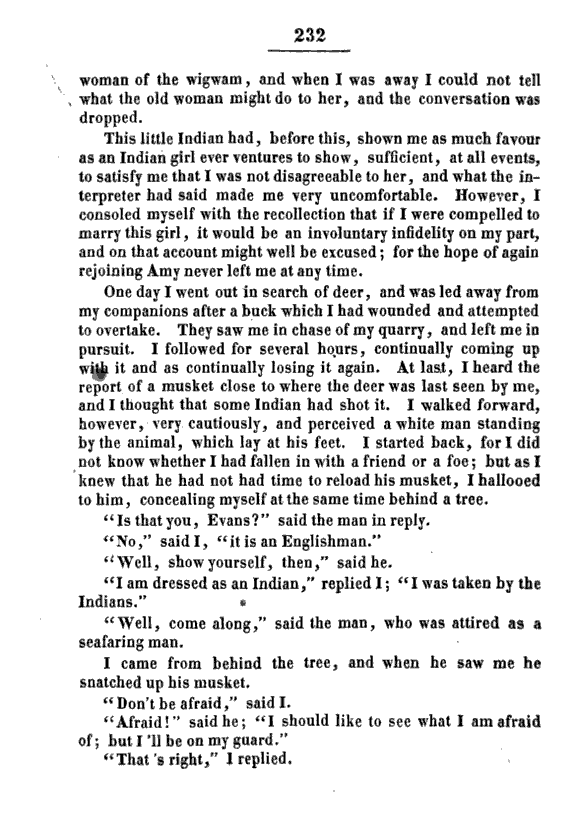 232
woman of the wigwam, and when I was away I could not tell
what the old woman might do to her, and the conversation was
dropped.
This little Indian had, before this, shown me as much favour
as an Indian girl ever ventures to show, sufficient, at all events,
to satisfy me that I was not disagreeable to her, and what the in-
terpreter had said made me very uncomfortable. However, I
consoled myself with the recollection that if I were compelled to
marry this girl, it would be an involuntary infidelity on my part,
and on that account might well be excused; for the hope of again
rejoining Amy never left me at any time.
One day I went out in search of deer, and was led away from
my companions after a buck which I had wounded and attempted
to overtake. They saw me in chase of my quarry, and left me in
pursuit. I followed for several hours, continually coming up
with it and as continually losing it again. At last, I heard the
report of a musket close to where the deer was last seen by me,
and I thought that some Indian had shot it. I walked forward,
however, very cautiously, and perceived a white man standing
by the animal, which lay at his feet. I started back, for I did
not know whether I had fallen in with a friend or a foe; but as I
knew that he had not had time to reload his musket, I hallooed
to him, concealing myself at the same time behind a tree.
"Is that you, Evans?" said the man in reply.
"No," said I, "it is an Englishman."
"Well, show yourself, then," said he.
"I am dressed as an Indian," replied I; "I was taken by the
Indians."
"Well, come along," said the man, who was attired as a
seafaring man.
I came from behind the tree, and when he saw me he
snatched up his musket.
"Don't be afraid," said I.
"Afraid!" said he; "I should like to see what I am afraid
of; but I 'll be on my guard."
"That 's right," I replied.